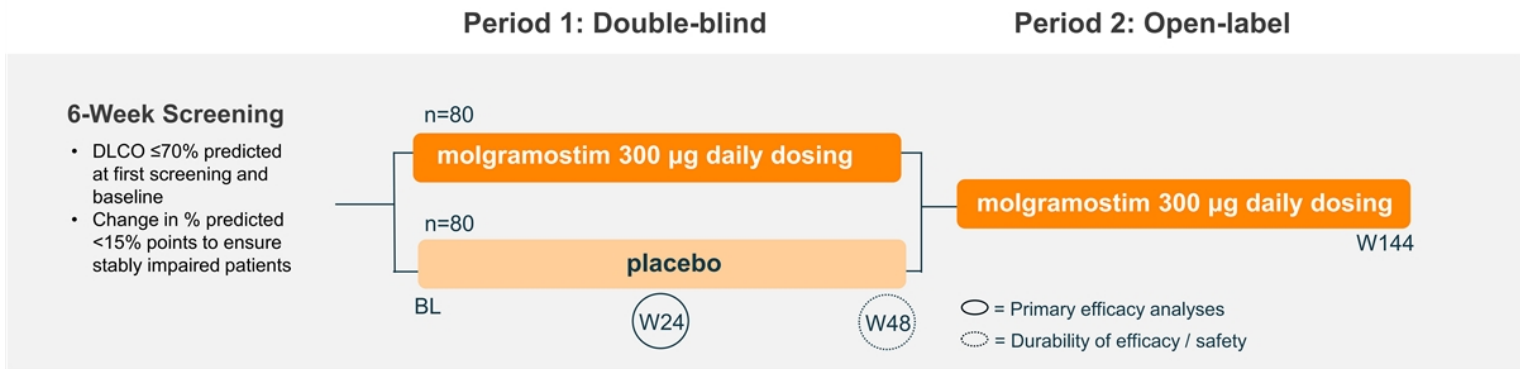 Period 1: Double-blind
Period 2: Open-label
6-Week Screening
• DLCO ≤70% predicted
at first screening and
baseline
• Change in % predicted
<15% points to ensure
stably impaired patients
n=80
molgramostim 300 µg daily dosing
n=80
placebo
BL
W24
W48
molgramostim 300 µg daily dosing
W144
= Primary efficacy analyses
= Durability of efficacy / safety